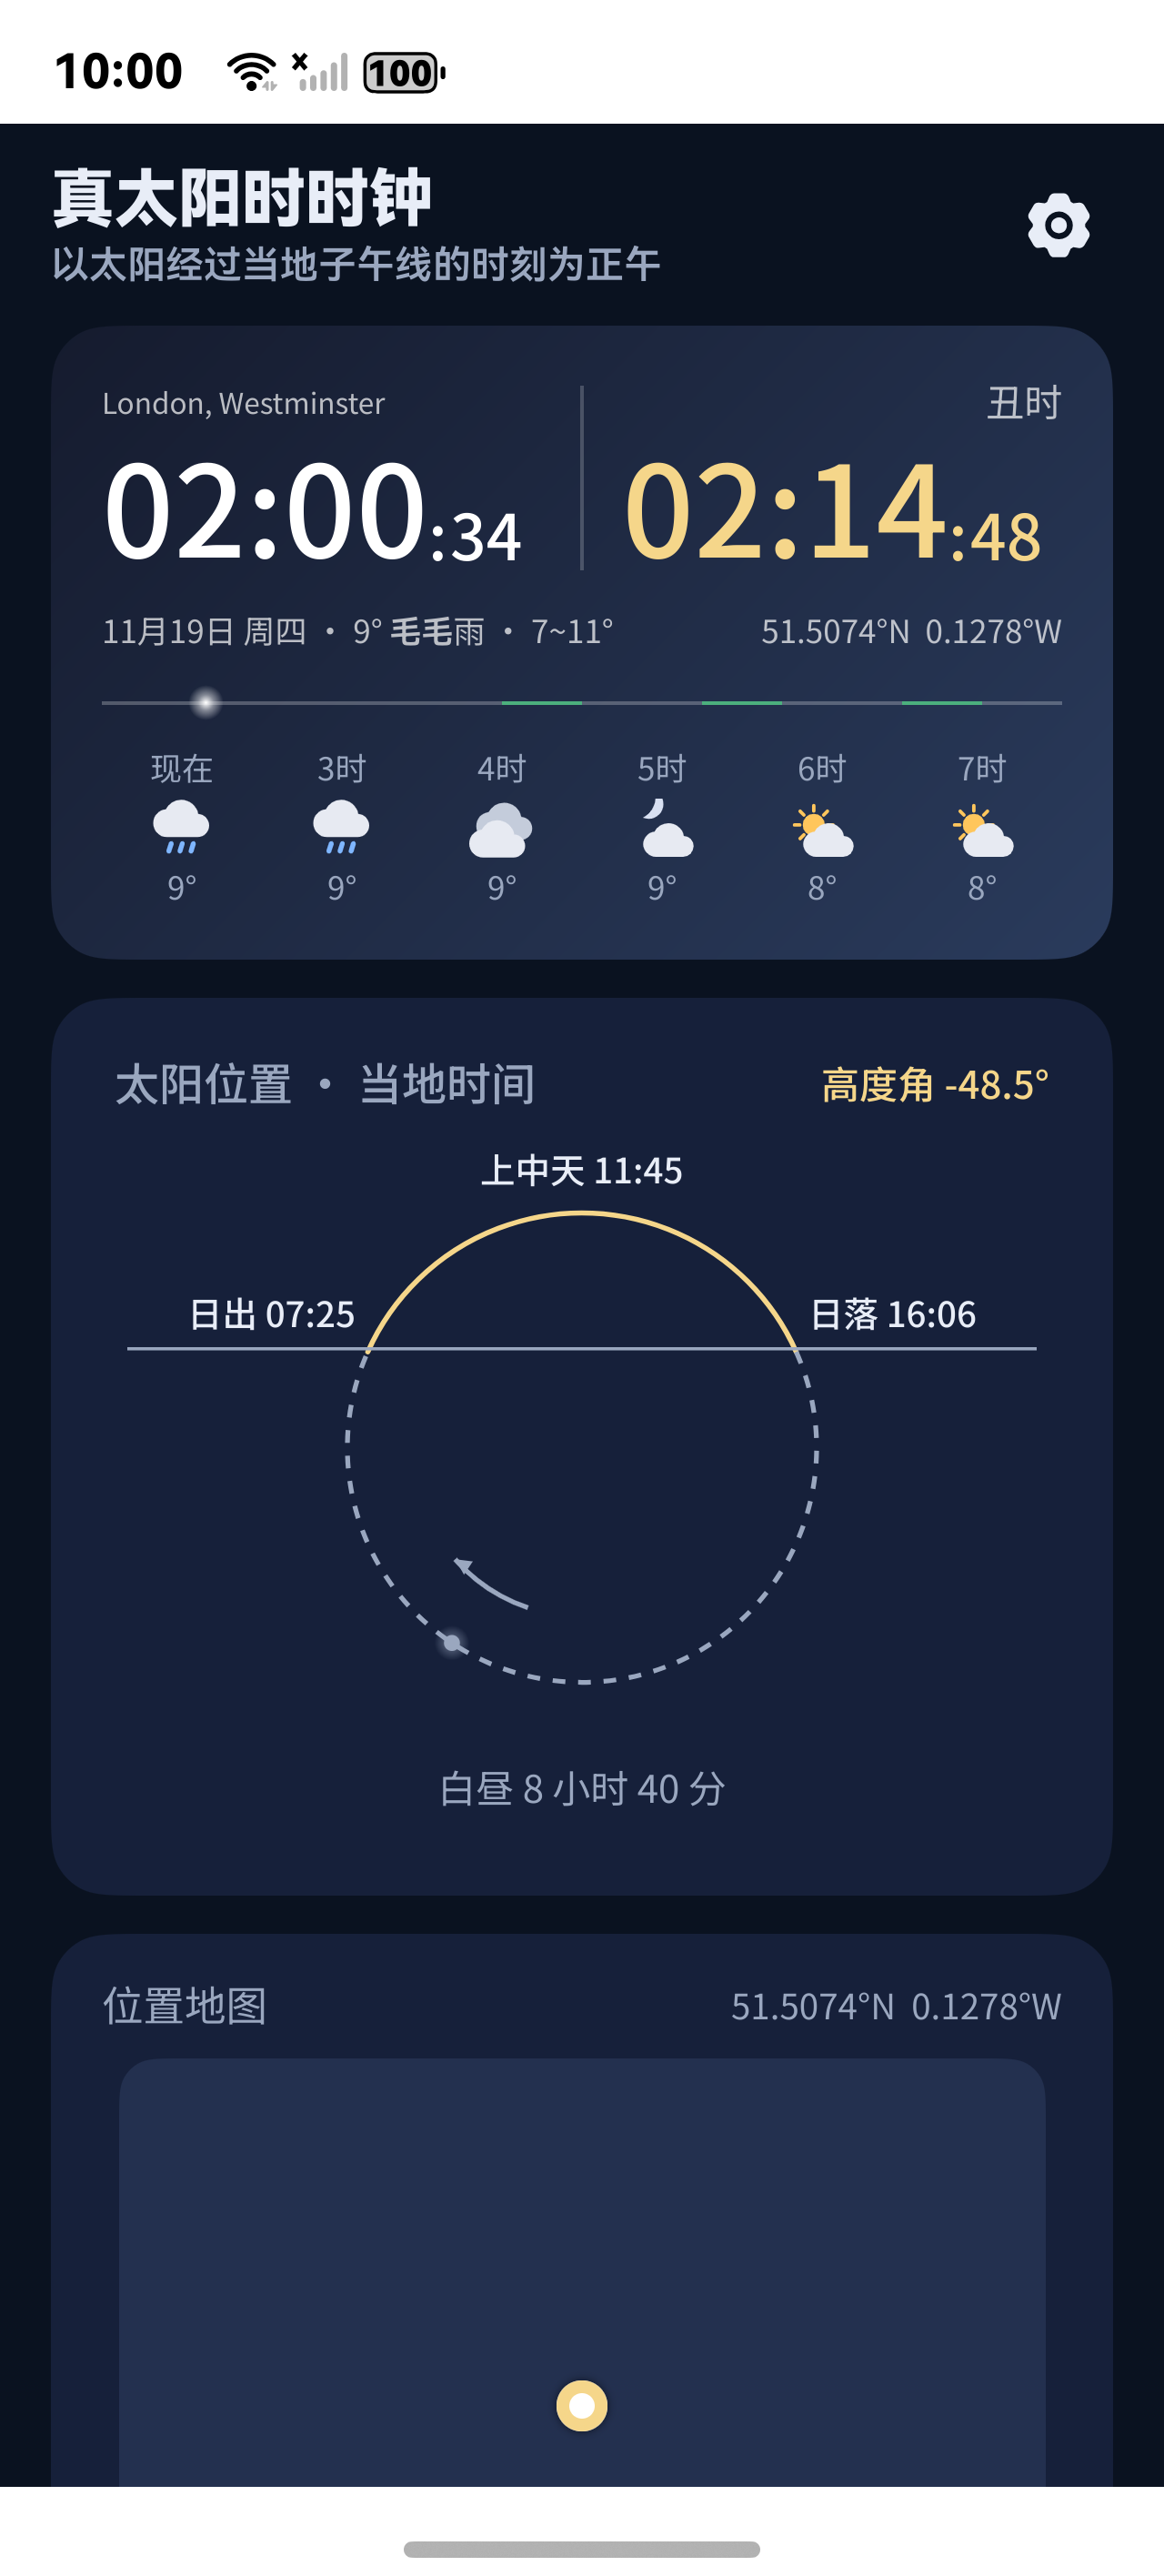 10:00
100
真太阳时时钟
以太阳经过当地子午线的时刻为正午
London, Westminster
丑时
02:00:34
02:14:48
11月19日 周四 · 9° 毛毛雨 · 7~11°
51.5074°N 0.1278°W
现在 3时 4时 5时 6时 7时
9° 9° 9° 9° 8° 8°
太阳位置 · 当地时间
高度角 -48.5°
上中天 11:45
日出 07:25
日落 16:06
白昼 8 小时 40 分
位置地图
51.5074°N 0.1278°W